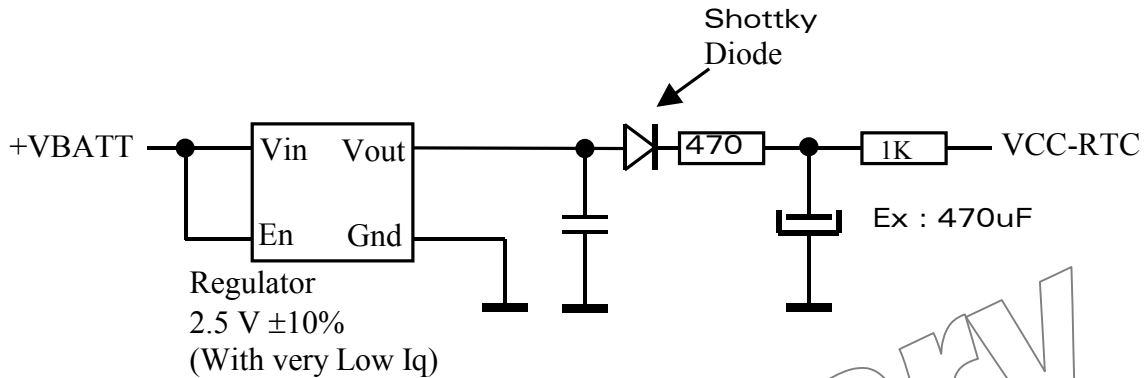 Shottky
Diode
+VBATT
Vin Vout
470
1K
VCC-RTC
En Gnd
Ex : 470uF
Regulator
2.5 V ±10%
(With very Low Iq)